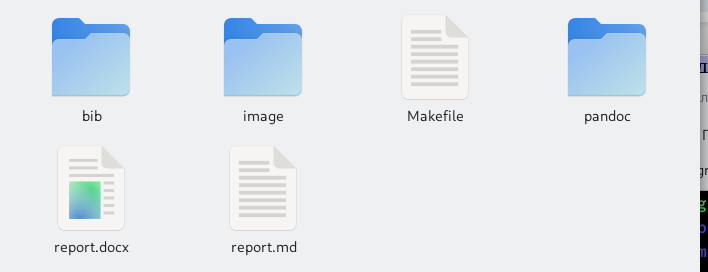 bib
image
Makefile
pandoc
report.docx
report.md